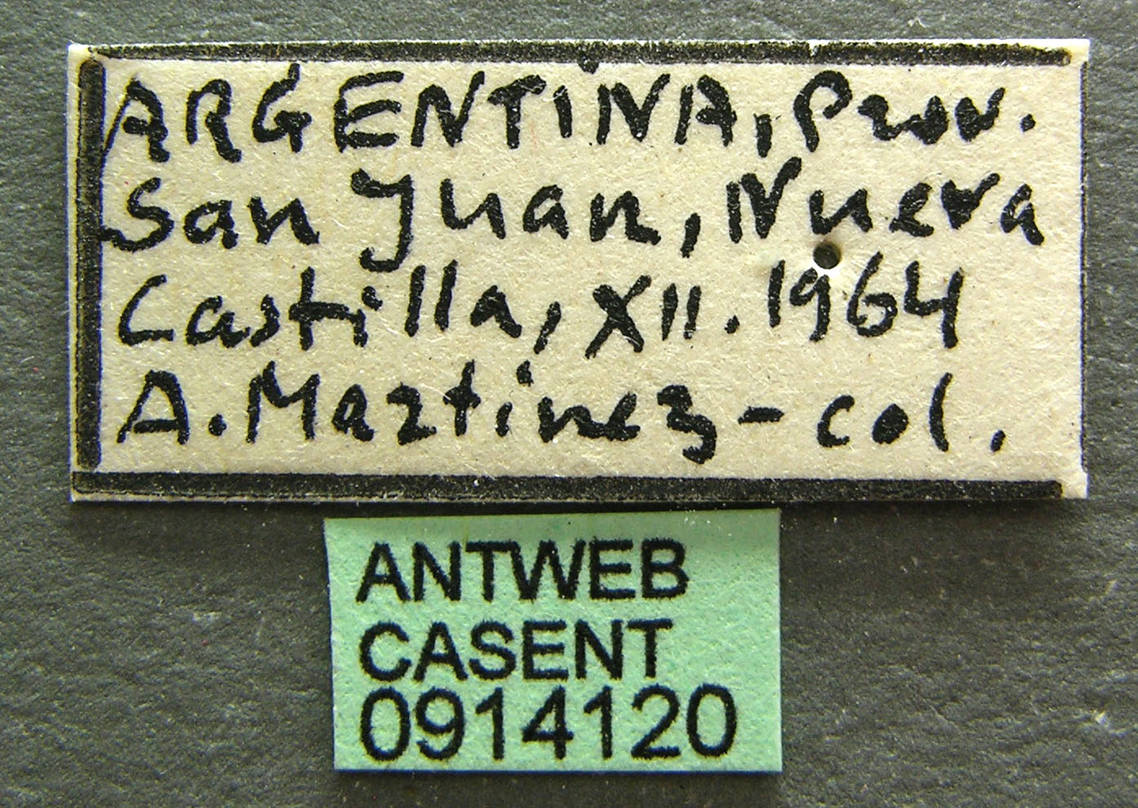 ARGENTINA, Prov.
San Juan, Nueva
Castilla, XII. 1964
A. Martinez - col.
ANTWEB
CASENT
0914120